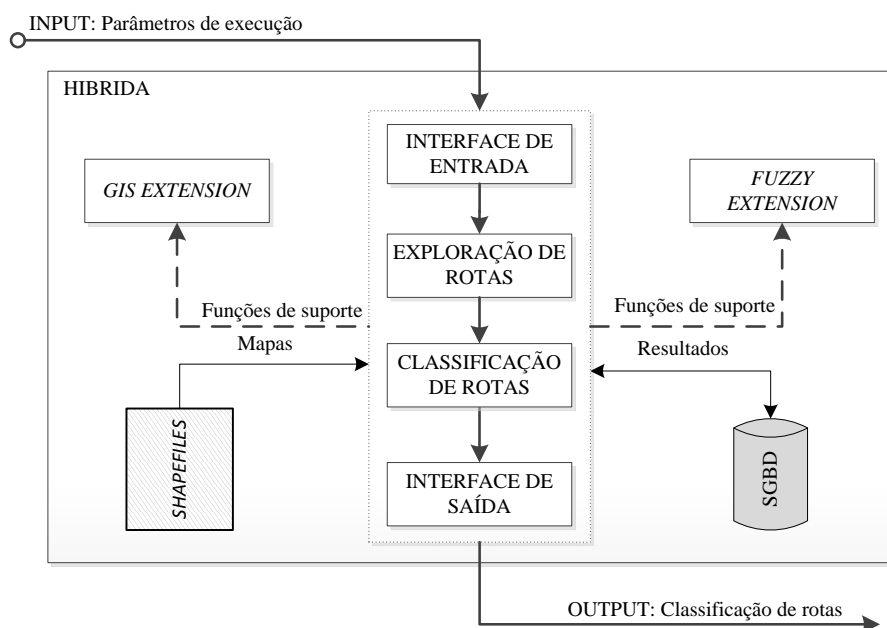 INPUT: Parâmetros de execução
HIBRIDA
INTERFACE DE
ENTRADA
GIS EXTENSION
FUZZY
EXTENSION
EXPLORAÇÃO DE
ROTAS
Funções de suporte
Funções de suporte
Mapas
CLASSIFICAÇÃO
DE ROTAS
Resultados
SHAPEFILES
INTERFACE DE
SAÍDA
SGBD
OUTPUT: Classificação de rotas